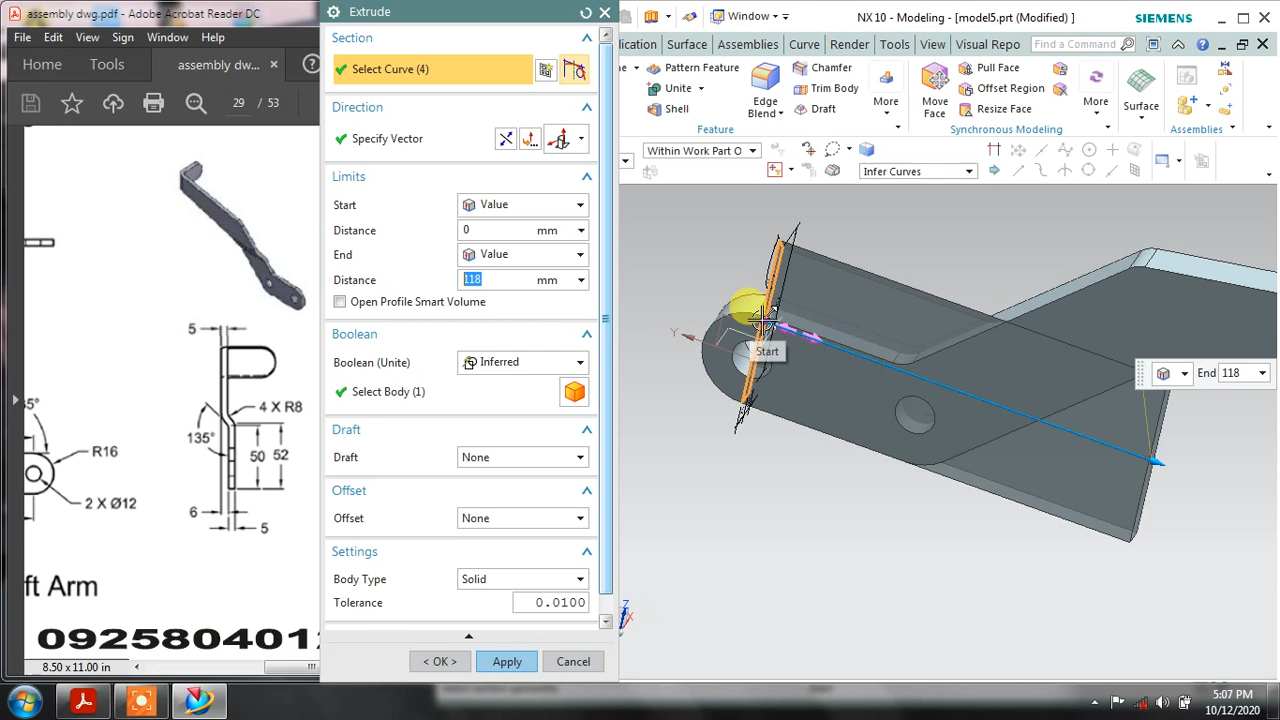 assembly dwg.pdf - Adobe Acrobat Reader DC
File Edit View Sign Window Help
Home Tools assembly dw... ×
29 / 53
5
4 X R8
135°
50 52
R16
2 X Ø12
6
5
ft Arm
092580401
8.50 x 11.00 in
Extrude
Section
Select Curve (4)
Direction
Specify Vector
Limits
Start Value
Distance 0 mm
End Value
Distance 118 mm
Open Profile Smart Volume
Boolean
Boolean (Unite) Inferred
Select Body (1)
Draft
Draft None
Offset
Offset None
Settings
Body Type Solid
Tolerance 0.0100
< OK > Apply Cancel
Window NX 10 - Modeling - [model5.prt (Modified) ] SIEMENS
lication Surface Assemblies Curve Render Tools View Visual Repo Find a Command
Pattern Feature
Unite
Shell
Edge Blend
Chamfer
Trim Body
Draft
More
Feature
Move Face
Pull Face
Offset Region
Resize Face
More
Synchronous Modeling
Surface
Assemblies
Within Work Part O
Infer Curves
Y
Start
End 118
Z
X
5:07 PM
10/12/2020